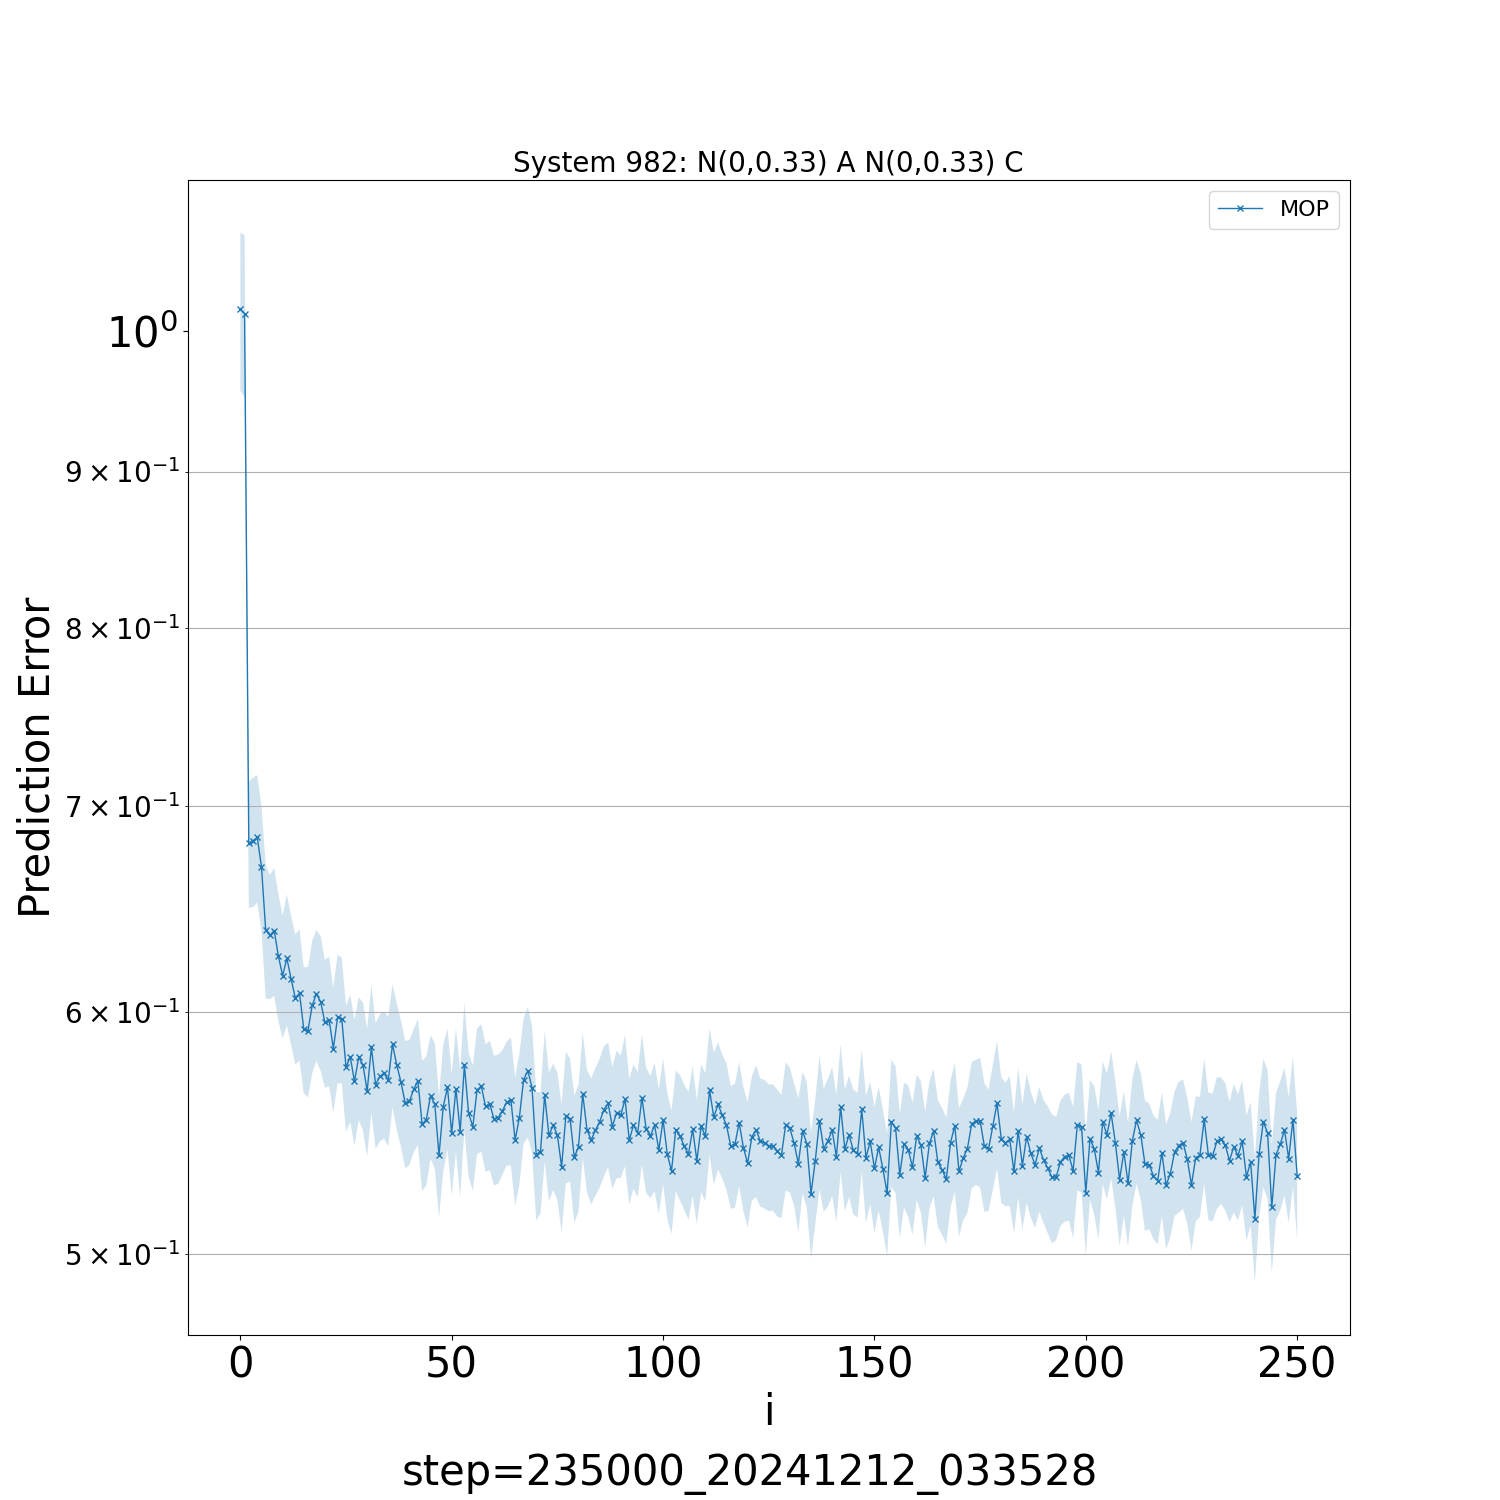 System 982: N(0,0.33) A N(0,0.33) C
MOP
10⁰
9 × 10⁻¹
8 × 10⁻¹
7 × 10⁻¹
6 × 10⁻¹
5 × 10⁻¹
Prediction Error
0 50 100 150 200 250
i
step=235000_20241212_033528